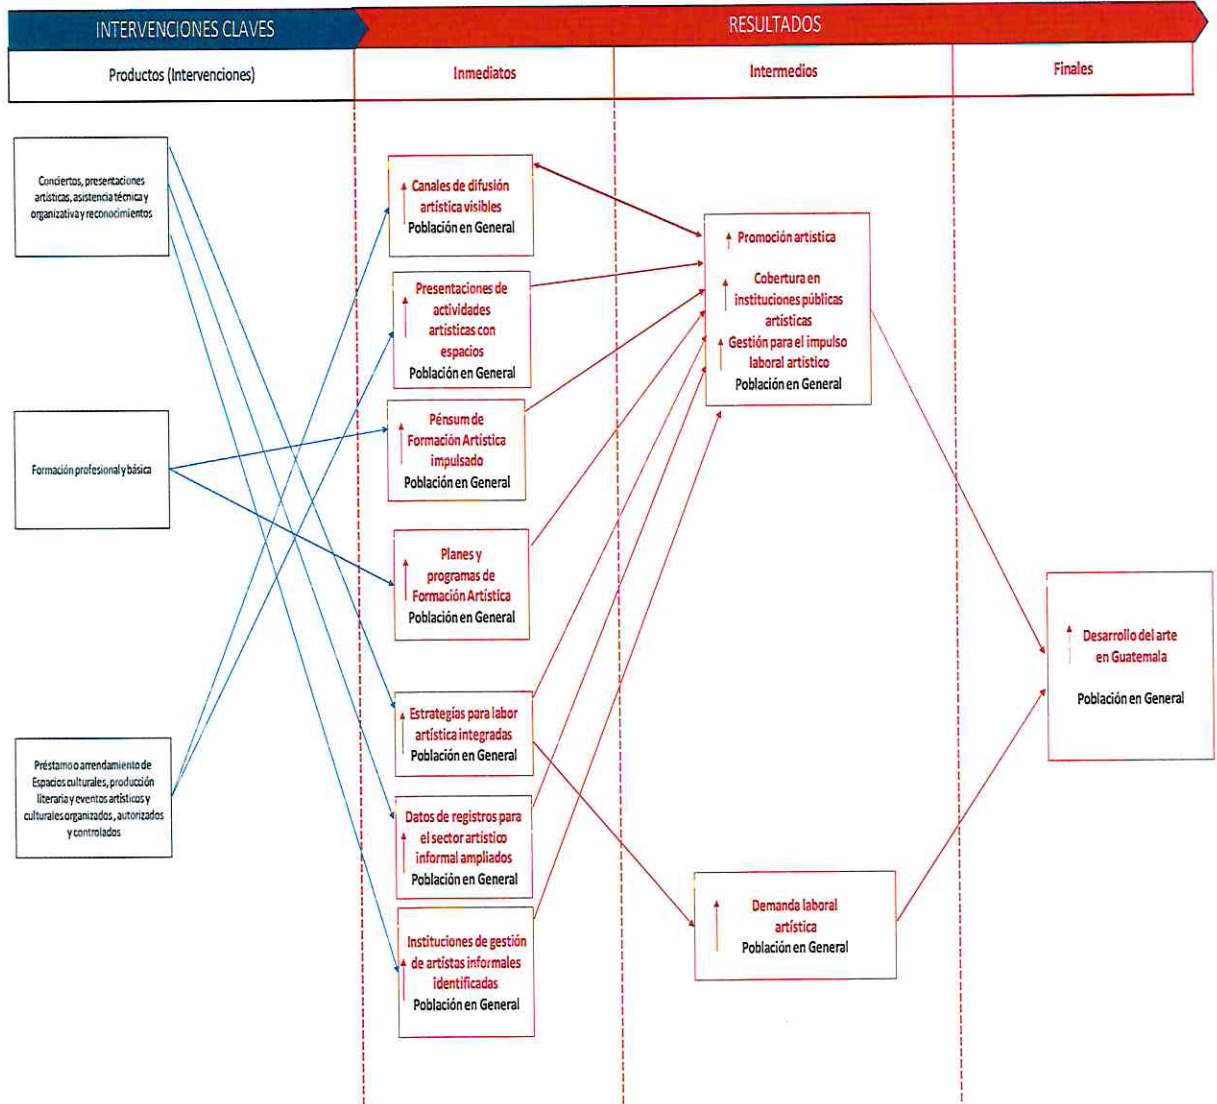 INTERVENCIONES CLAVES
RESULTADOS
Productos (Intervenciones)
Inmediatos
Intermedios
Finales
Conciertos, presentaciones
artísticas, asistencia técnica y
organizativa y reconocimientos
Formación profesional y básica
Préstamo o arrendamiento de
Espacios culturales, producción
literaria y eventos artísticos y
culturales organizados, autorizados
y controlados
Canales de difusión
artística visibles
Población en General
Presentaciones de
actividades
artísticas con
espacios
Población en General
Pénsum de
Formación Artística
impulsado
Población en General
Planes y
programas de
Formación Artística
Población en General
Estrategias para labor
artística integradas
Población en General
Datos de registros para
el sector artístico
informal ampliados
Población en General
Instituciones de gestión
de artistas informales
identificadas
Población en General
Promoción artística
Cobertura en
instituciones públicas
artísticas
Gestión para el impulso
laboral artístico
Población en General
Demanda laboral
artística
Población en General
Desarrollo del arte
en Guatemala
Población en General